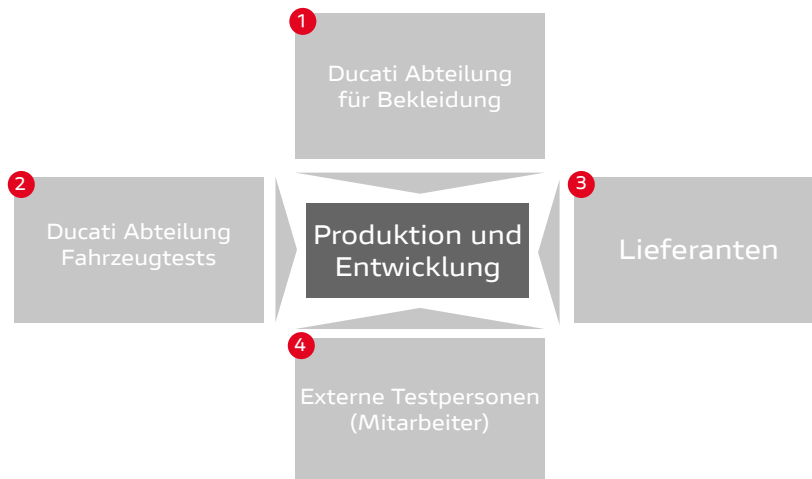 1
Ducati Abteilung
für Bekleidung
2
Ducati Abteilung
Fahrzeugtests
Produktion und
Entwicklung
3
Lieferanten
4
Externe Testpersonen
(Mitarbeiter)